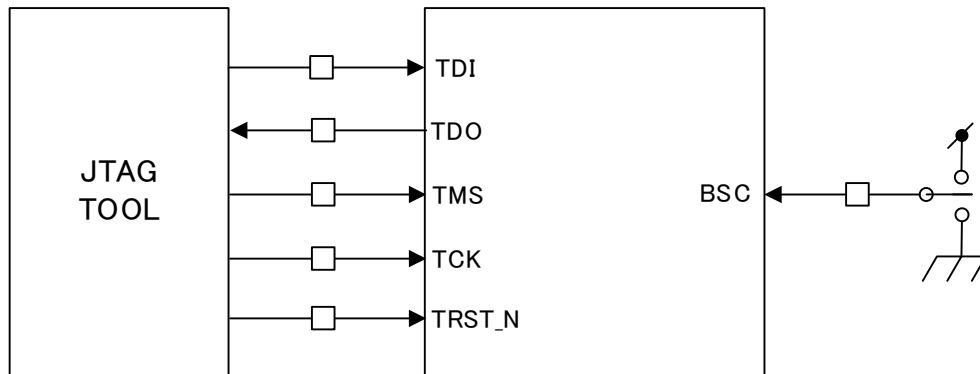 JTAG
TOOL
TDI
TDO
TMS
TCK
TRST_N
BSC